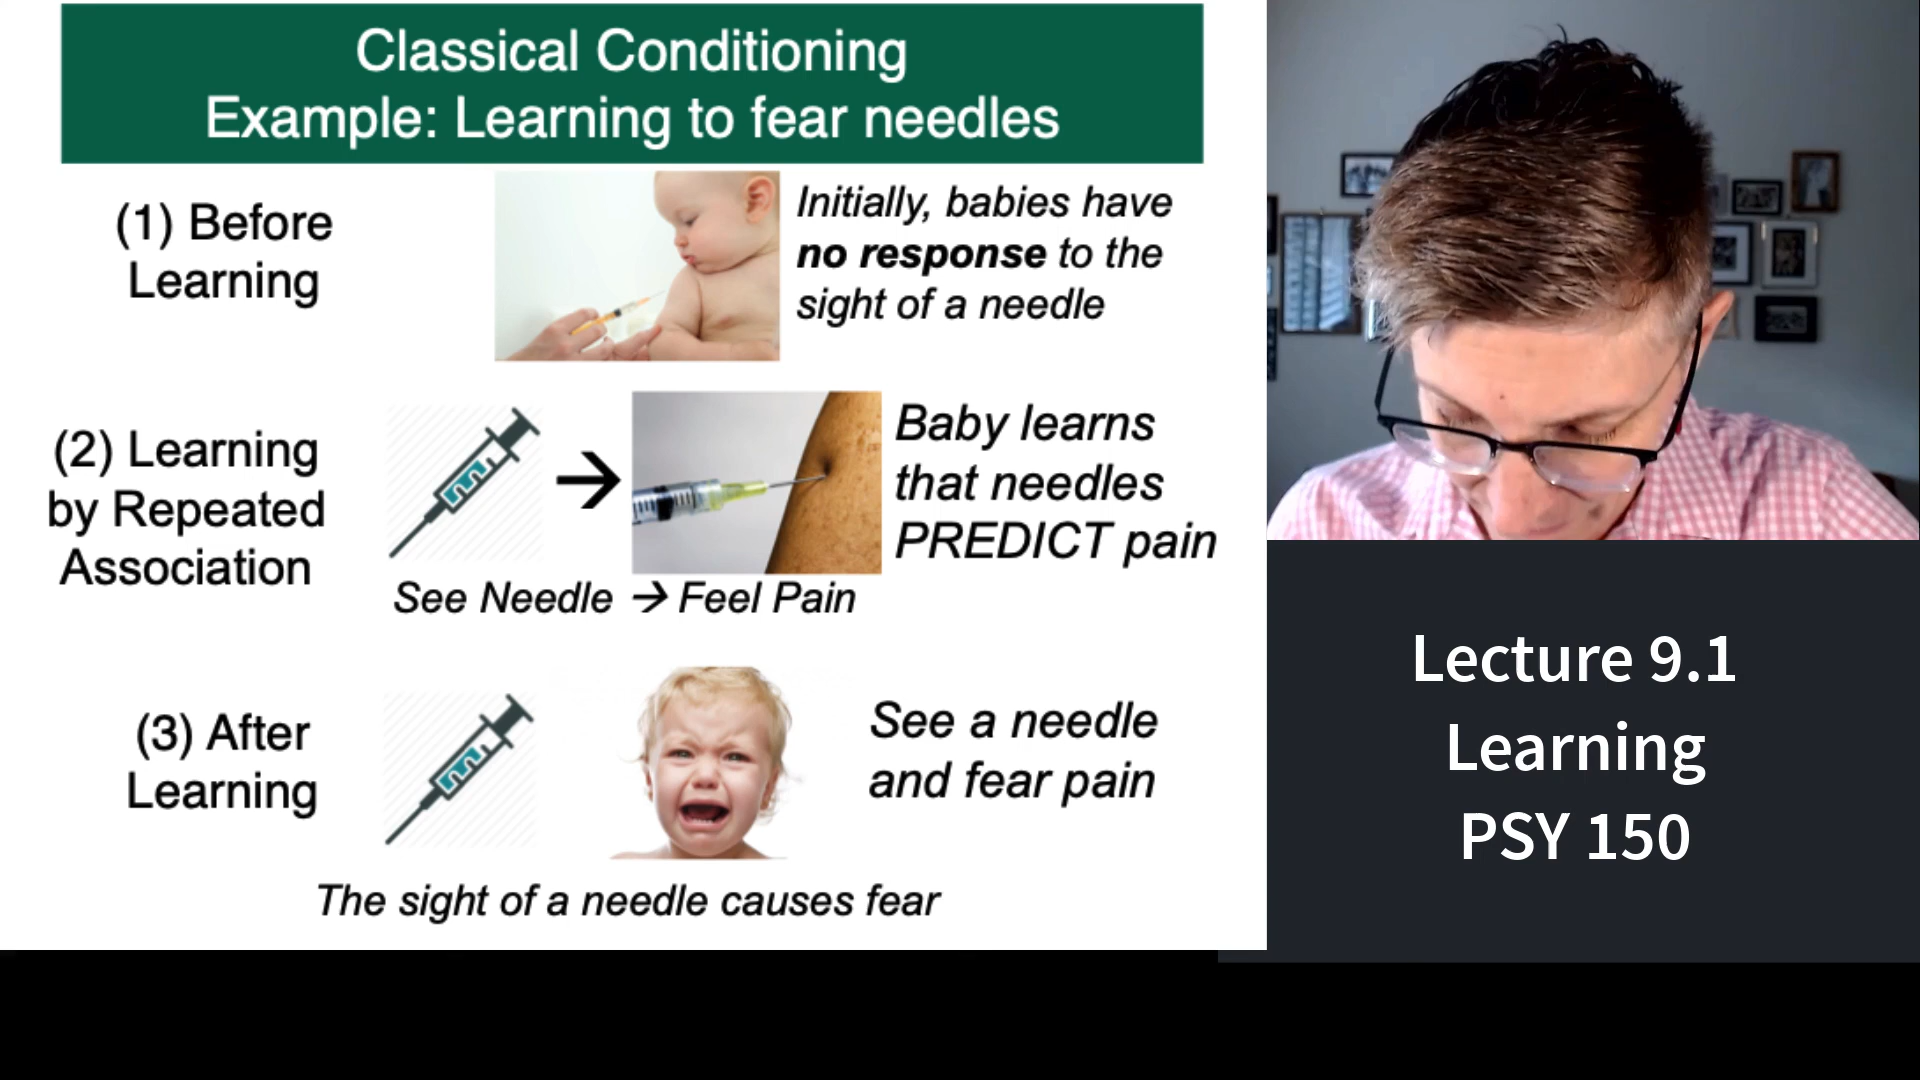 Classical Conditioning
Example: Learning to fear needles
(1) Before
Learning
Initially, babies have
no response to the
sight of a needle
(2) Learning
by Repeated
Association
Baby learns
that needles
PREDICT pain
See Needle → Feel Pain
(3) After
Learning
See a needle
and fear pain
The sight of a needle causes fear
Lecture 9.1
Learning
PSY 150